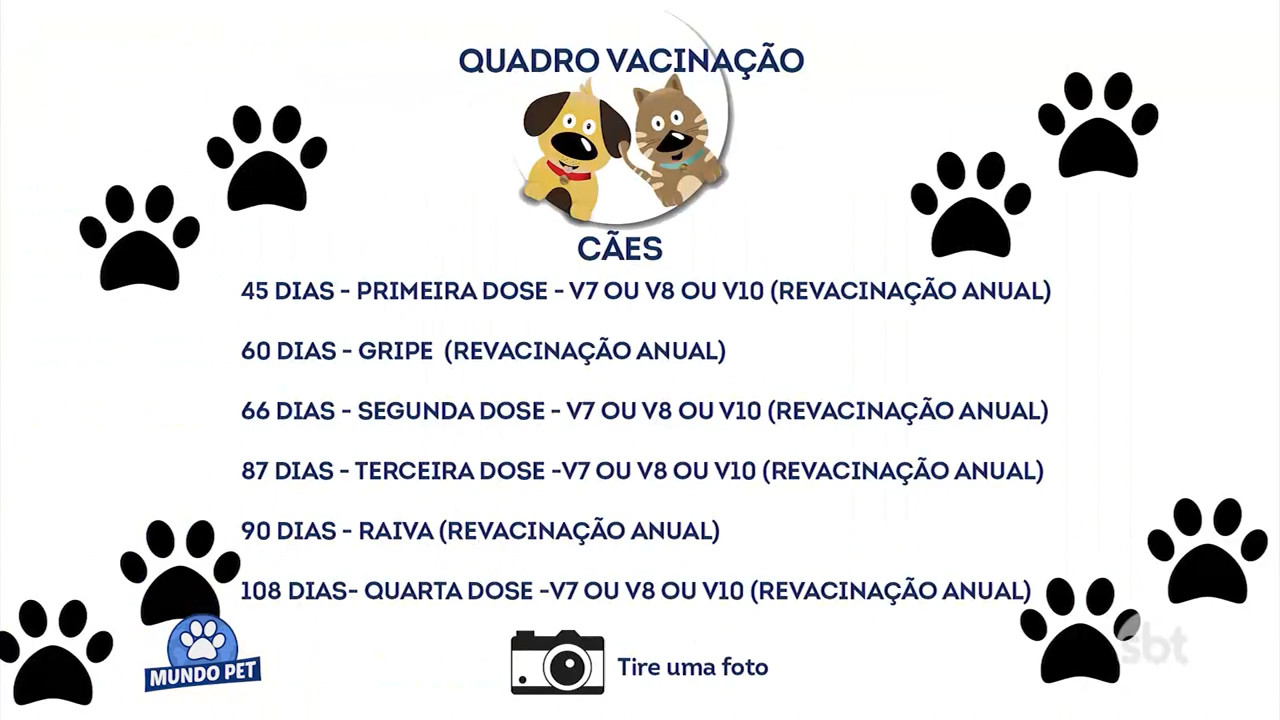 QUADRO VACINAÇÃO
CÃES
45 DIAS - PRIMEIRA DOSE - V7 OU V8 OU V10 (REVACINAÇÃO ANUAL)
60 DIAS - GRIPE (REVACINAÇÃO ANUAL)
66 DIAS - SEGUNDA DOSE - V7 OU V8 OU V10 (REVACINAÇÃO ANUAL)
87 DIAS - TERCEIRA DOSE -V7 OU V8 OU V10 (REVACINAÇÃO ANUAL)
90 DIAS - RAIVA (REVACINAÇÃO ANUAL)
108 DIAS- QUARTA DOSE -V7 OU V8 OU V10 (REVACINAÇÃO ANUAL)
MUNDO PET
Tire uma foto
sbt